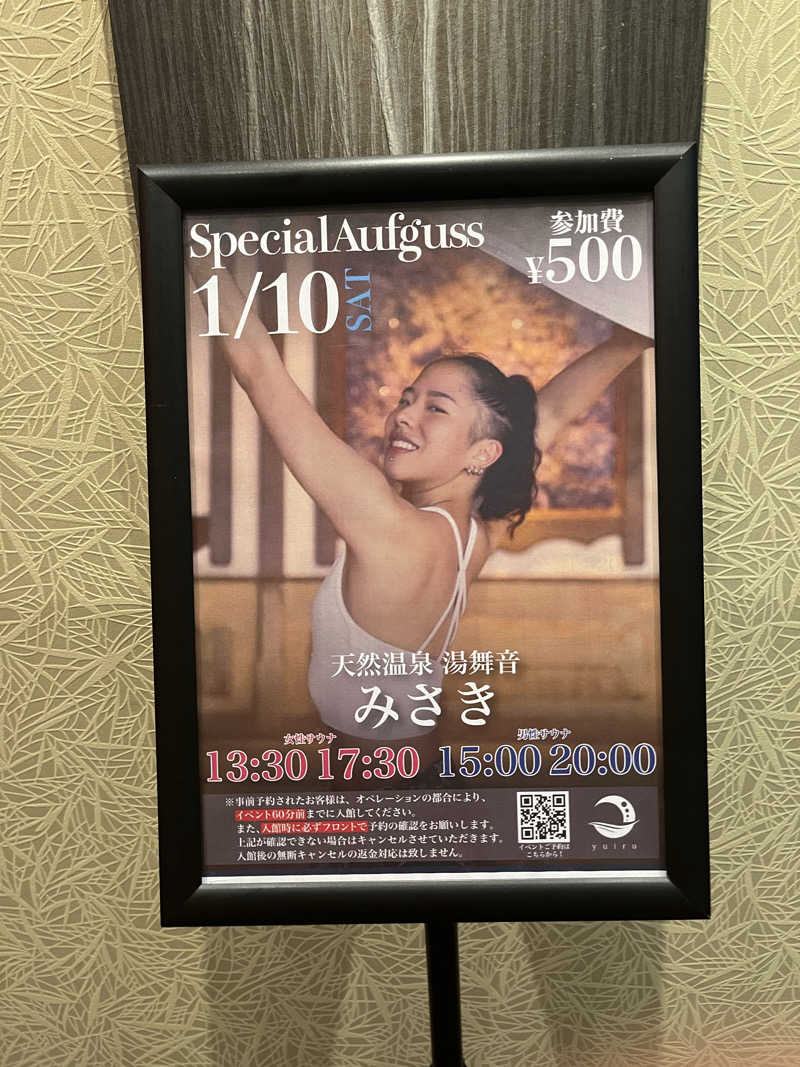 SpecialAufguss
参加費
¥500
1/10 SAT
天然温泉 湯舞音
みさき
女性サウナ
13:30 17:30
男性サウナ
15:00 20:00
※事前予約されたお客様は、オペレーションの都合により、
イベント60分前までに入館してください。
また、入館時に必ずフロントで予約の確認をお願いします。
上記が確認できない場合はキャンセルさせていただきます。
入館後の無断キャンセルの返金対応は致しません。
イベントご予約は
こちらから！
yuiru